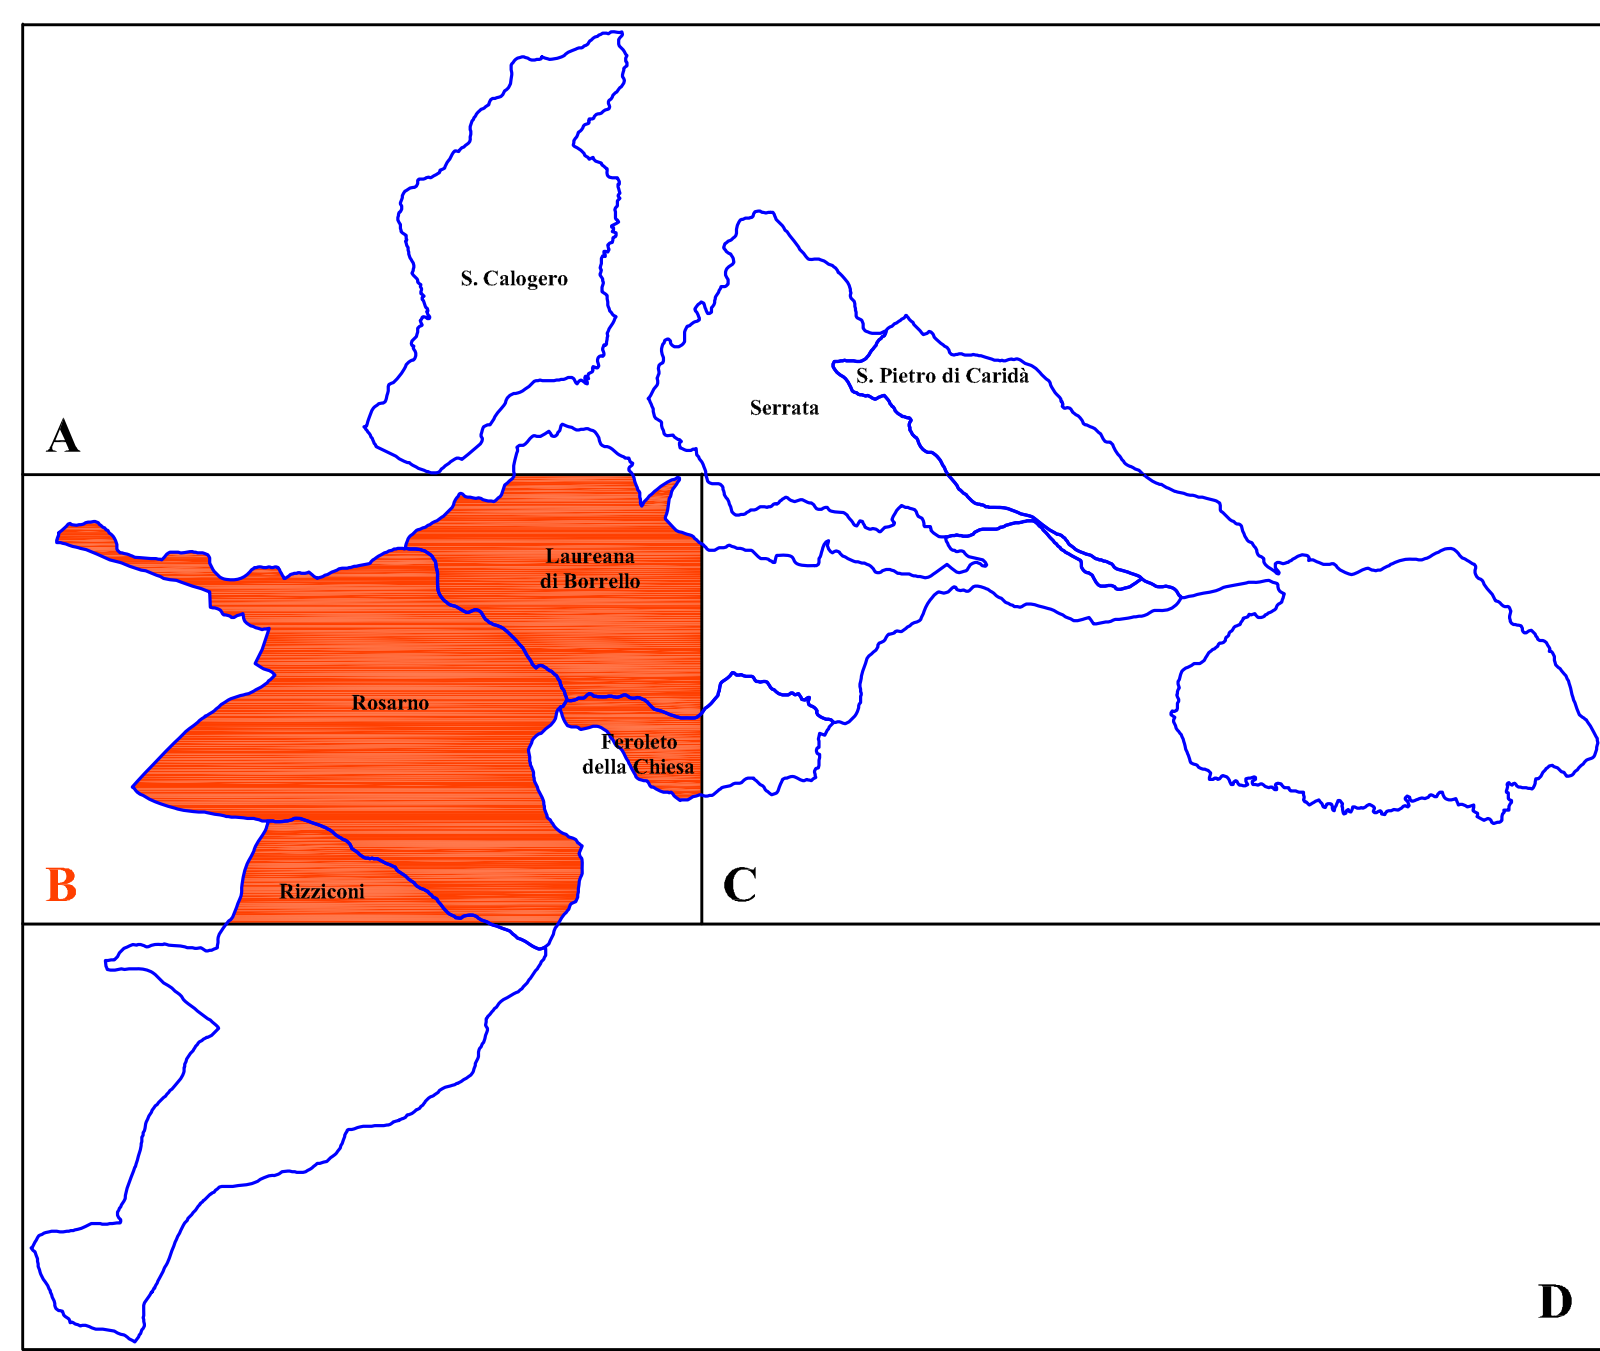 S. Calogero
S. Pietro di Caridà
Serrata
A
Laureana
di Borrello
Rosarno
Feroleto
della Chiesa
B
Rizziconi
C
D